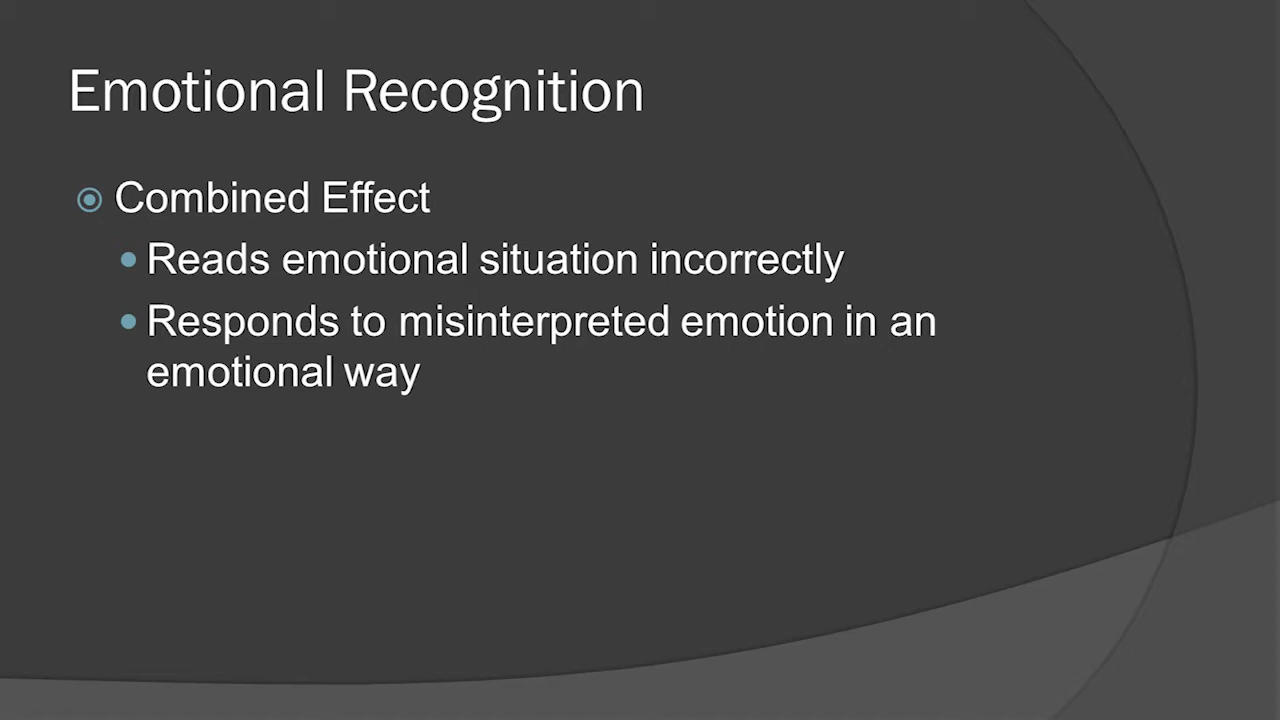 Emotional Recognition
Combined Effect
Reads emotional situation incorrectly
Responds to misinterpreted emotion in an
emotional way